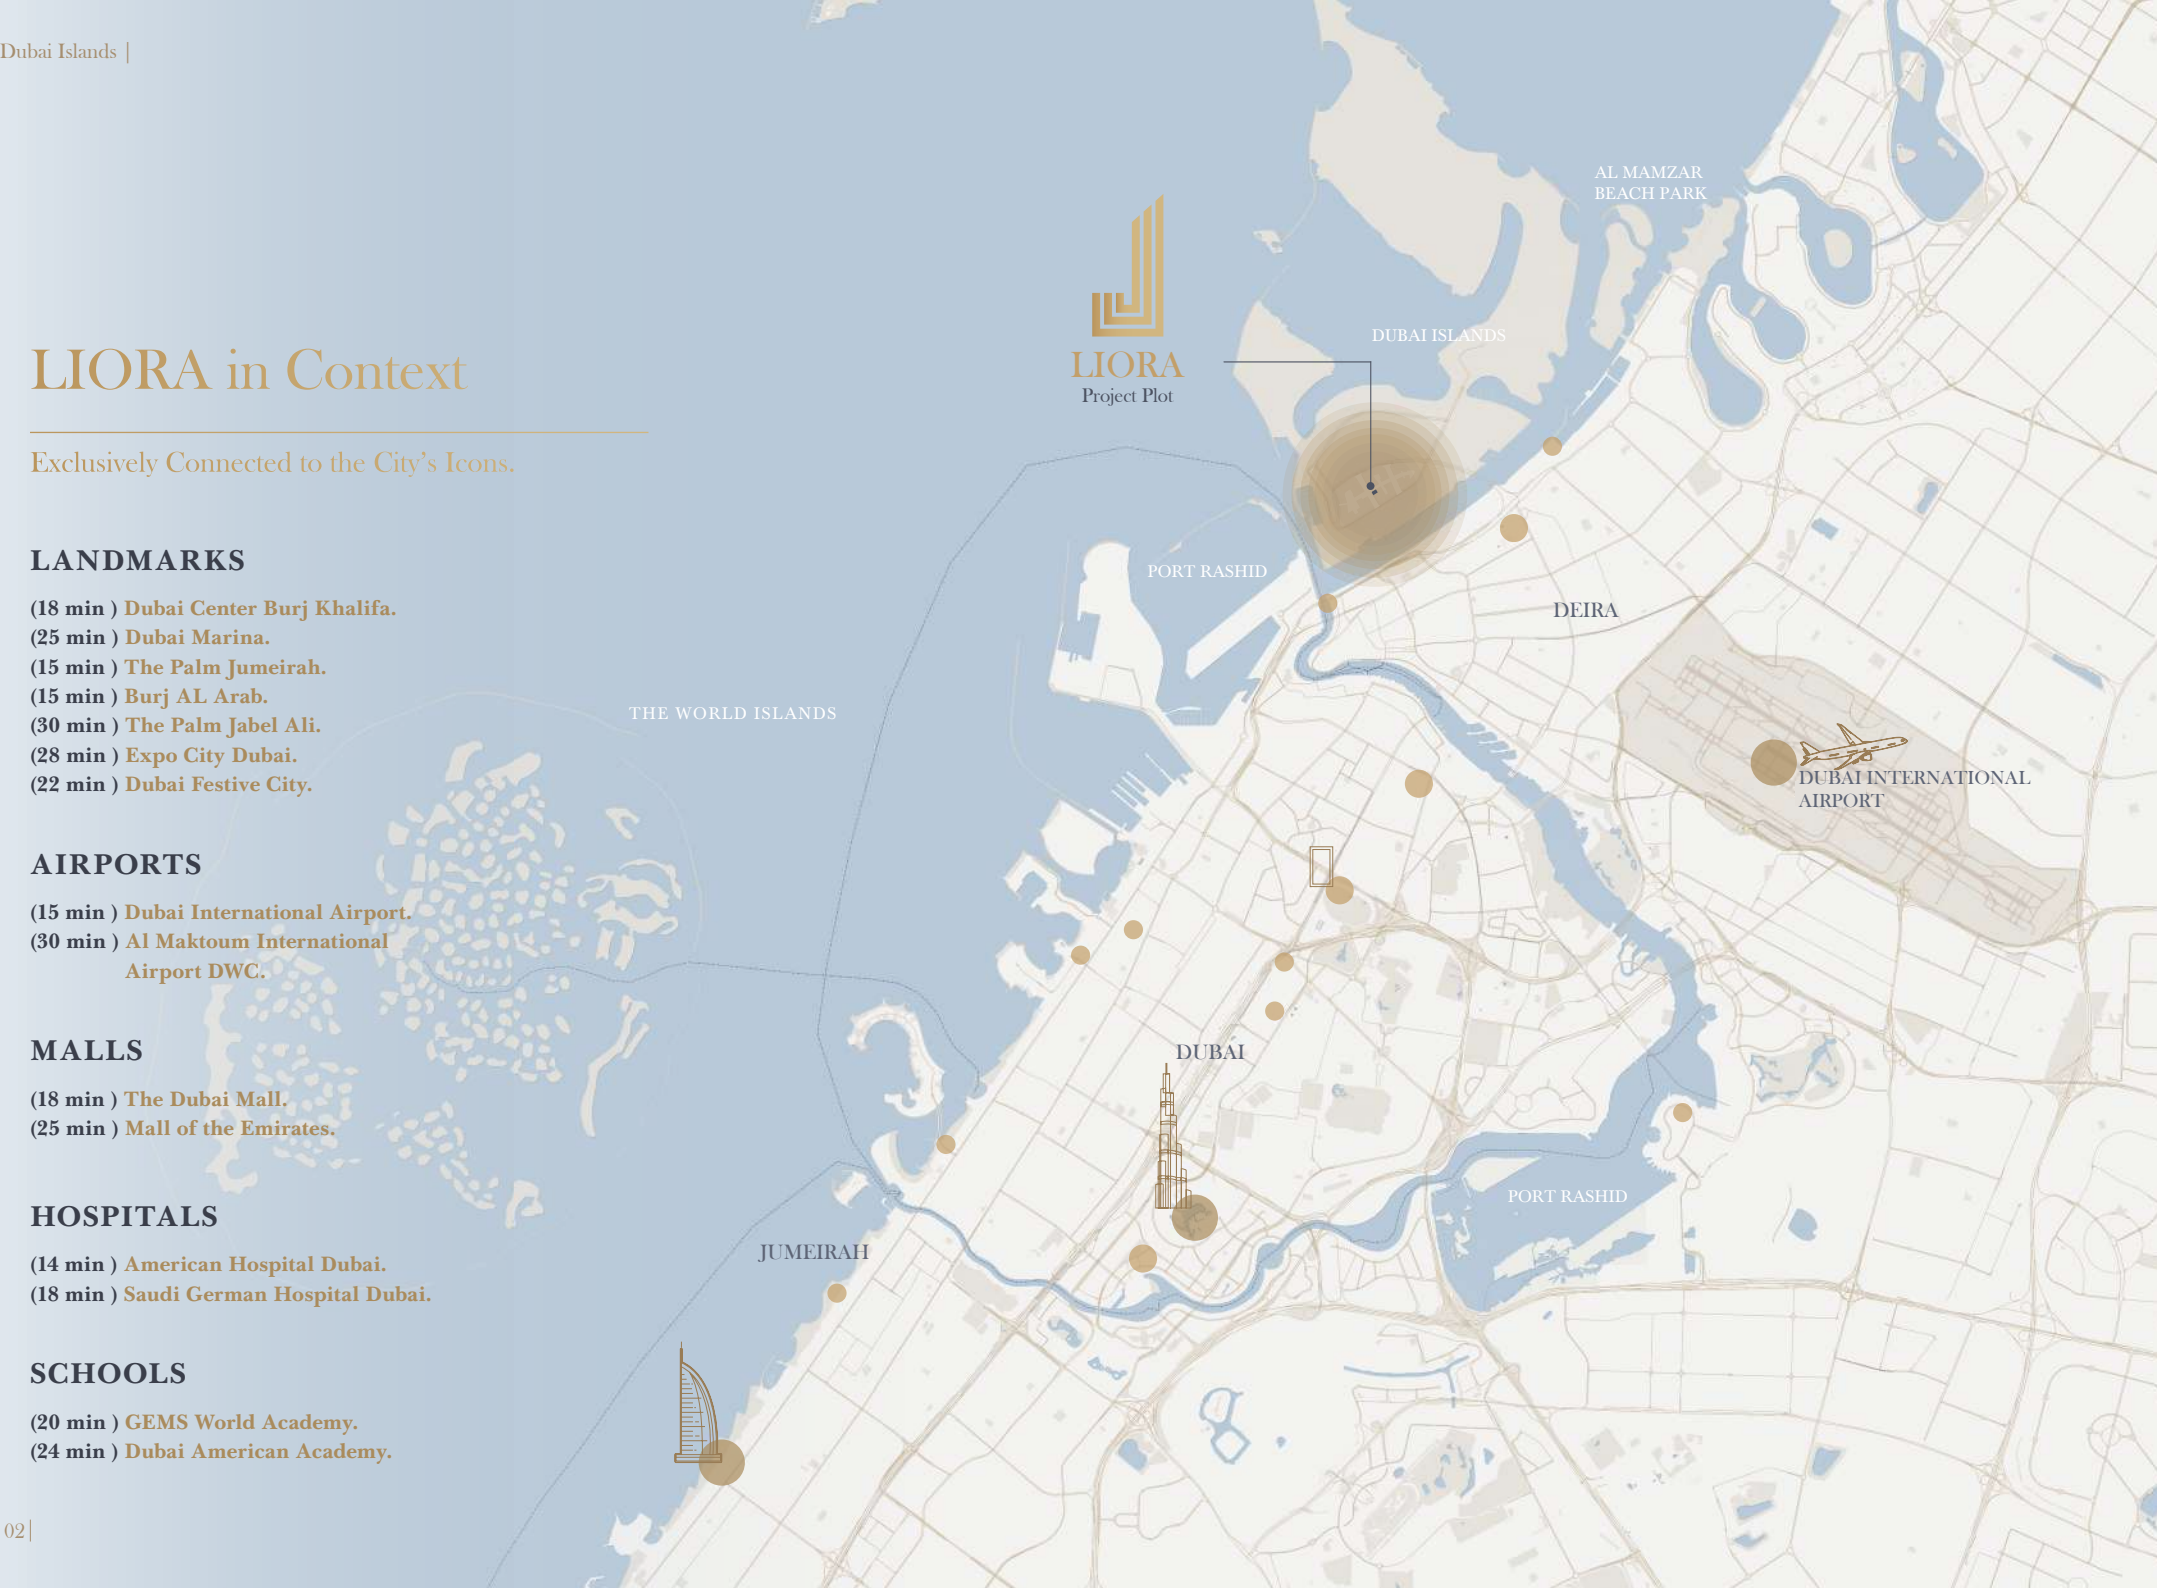 Dubai Islands |
LIORA in Context
Exclusively Connected to the City's Icons.
LANDMARKS
(18 min ) Dubai Center Burj Khalifa.
(25 min ) Dubai Marina.
(15 min ) The Palm Jumeirah.
(15 min ) Burj AL Arab.
(30 min ) The Palm Jabel Ali.
(28 min ) Expo City Dubai.
(22 min ) Dubai Festive City.
AIRPORTS
(15 min ) Dubai International Airport.
(30 min ) Al Maktoum International
Airport DWC.
MALLS
(18 min ) The Dubai Mall.
(25 min ) Mall of the Emirates.
HOSPITALS
(14 min ) American Hospital Dubai.
(18 min ) Saudi German Hospital Dubai.
SCHOOLS
(20 min ) GEMS World Academy.
(24 min ) Dubai American Academy.
02|
AL MAMZAR
BEACH PARK
DUBAI ISLANDS
LIORA
Project Plot
PORT RASHID
DEIRA
THE WORLD ISLANDS
DUBAI INTERNATIONAL
AIRPORT
DUBAI
PORT RASHID
JUMEIRAH